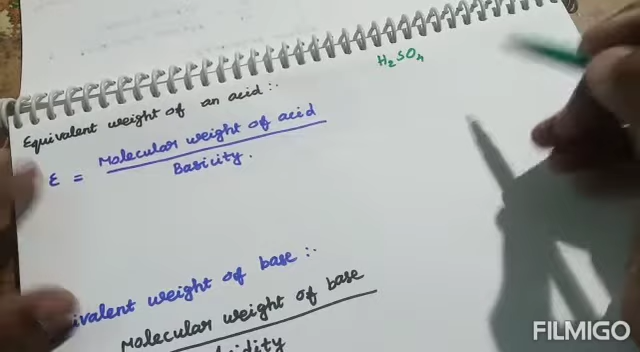 H2SO4
Equivalent weight of an acid :-
E = Molecular weight of acid
Basicity.
weight of base :-
Molecular weight of base
FILMIGO